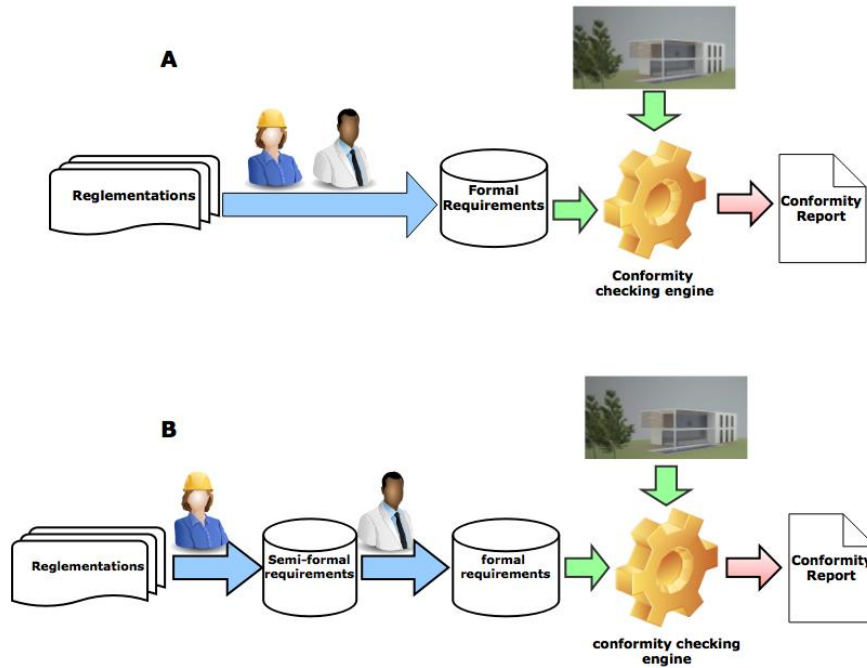 A
Reglementations
Formal
Requirements
Conformity
Report
Conformity
checking engine
B
Reglementations
Semi-formal
requirements
formal
requirements
Conformity
Report
conformity checking
engine